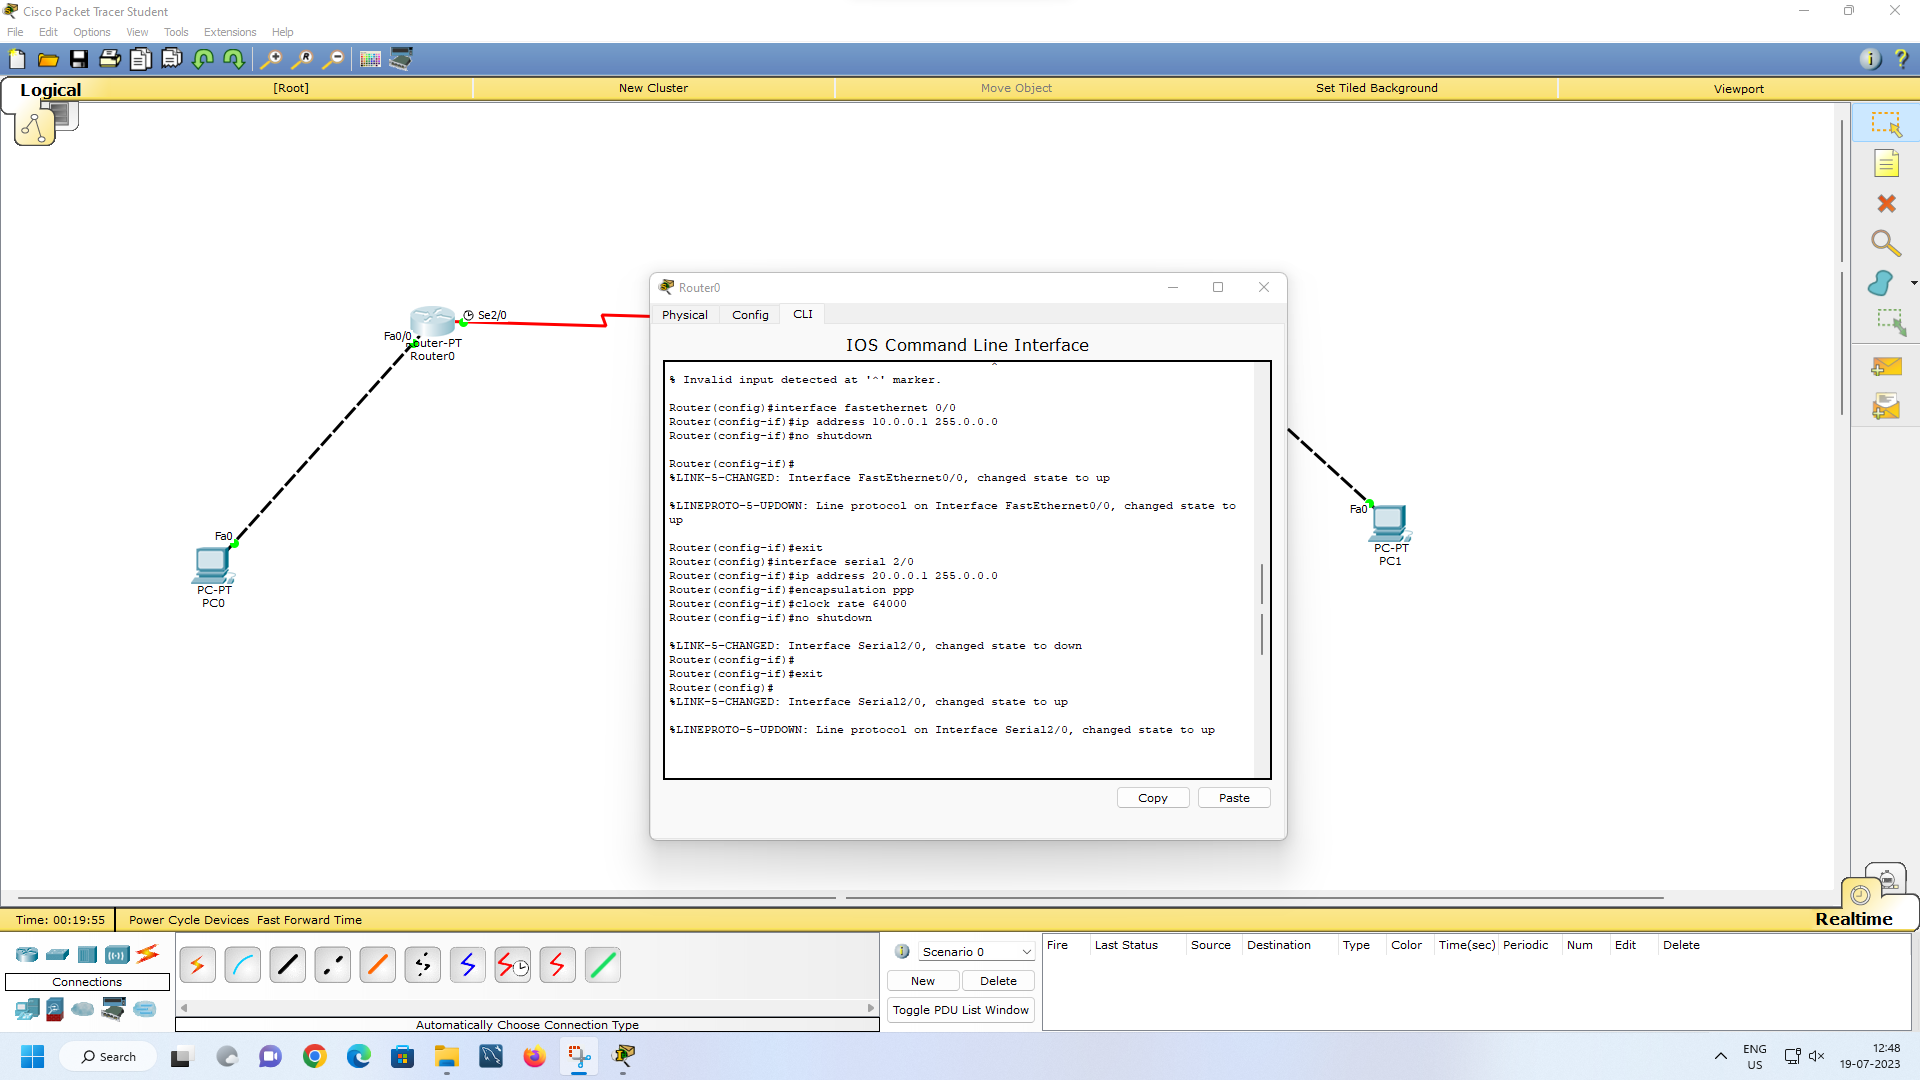 Cisco Packet Tracer Student
File Edit Options View Tools Extensions Help
Logical [Root] New Cluster Move Object Set Tiled Background Viewport
Se2/0
Fa0/0
Router-PT
Router0
Fa0
PC-PT
PC0
Router0
Physical Config CLI
IOS Command Line Interface
^
% Invalid input detected at '^' marker.
Router(config)#interface fastethernet 0/0
Router(config-if)#ip address 10.0.0.1 255.0.0.0
Router(config-if)#no shutdown
Router(config-if)#
%LINK-5-CHANGED: Interface FastEthernet0/0, changed state to up
%LINEPROTO-5-UPDOWN: Line protocol on Interface FastEthernet0/0, changed state to
up
Router(config-if)#exit
Router(config)#interface serial 2/0
Router(config-if)#ip address 20.0.0.1 255.0.0.0
Router(config-if)#encapsulation ppp
Router(config-if)#clock rate 64000
Router(config-if)#no shutdown
%LINK-5-CHANGED: Interface Serial2/0, changed state to down
Router(config-if)#
Router(config-if)#exit
Router(config)#
%LINK-5-CHANGED: Interface Serial2/0, changed state to up
%LINEPROTO-5-UPDOWN: Line protocol on Interface Serial2/0, changed state to up
Copy Paste
Fa0
PC-PT
PC1
Realtime
Time: 00:19:55 Power Cycle Devices Fast Forward Time
Connections
Automatically Choose Connection Type
Scenario 0
New Delete
Toggle PDU List Window
Fire Last Status Source Destination Type Color Time(sec) Periodic Num Edit Delete
Search
ENG
US
12:48
19-07-2023